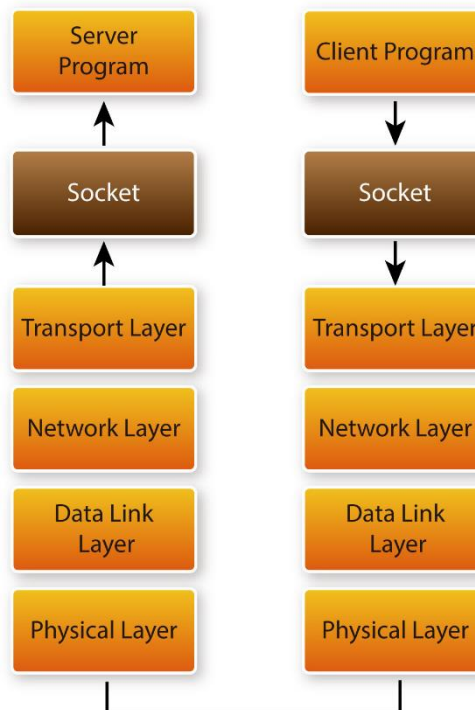 Server
Program
Client Program
Socket
Socket
Transport Layer
Transport Layer
Network Layer
Network Layer
Data Link
Layer
Data Link
Layer
Physical Layer
Physical Layer